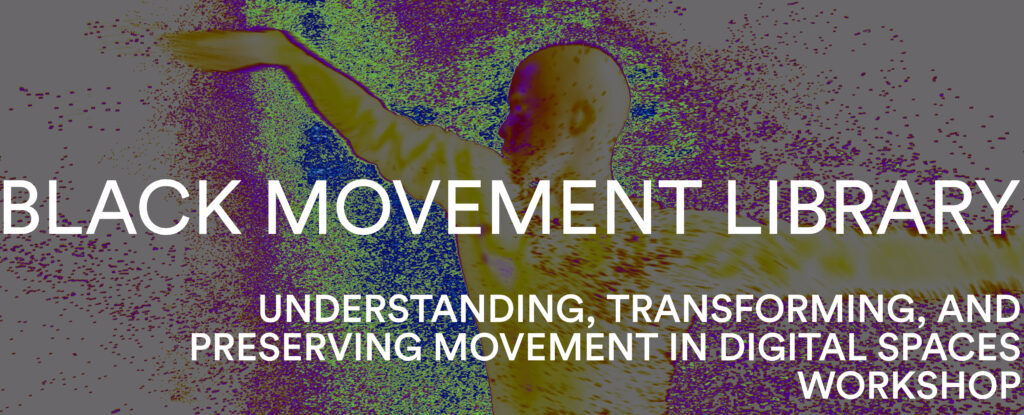 BLACK MOVEMENT LIBRARY
UNDERSTANDING, TRANSFORMING, AND
PRESERVING MOVEMENT IN DIGITAL SPACES
WORKSHOP